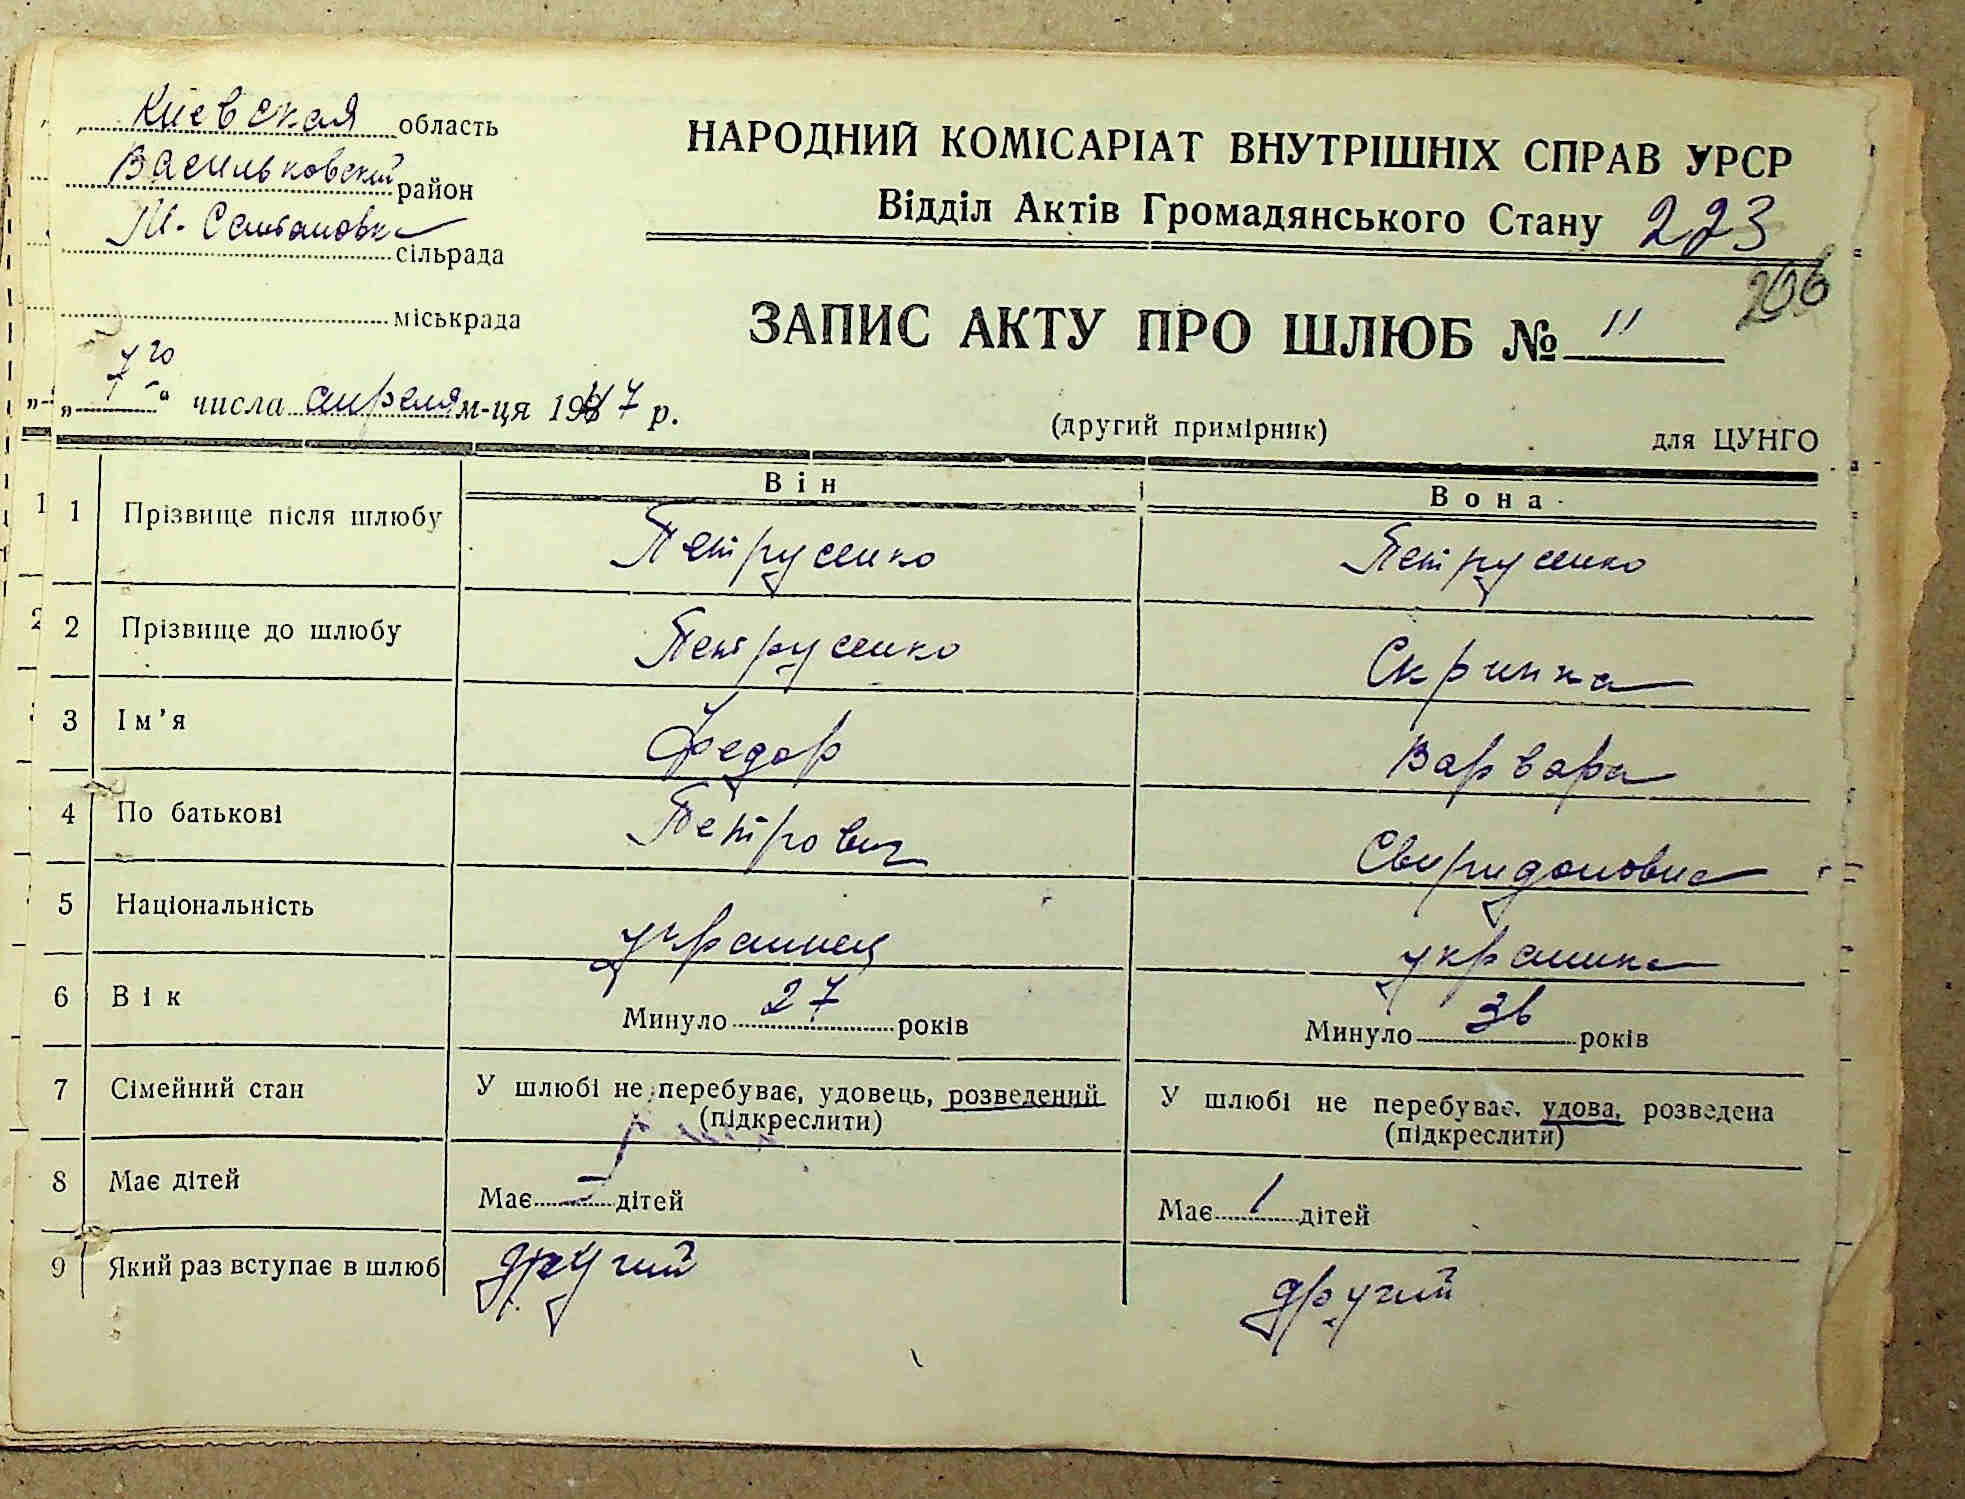 Киевская область
Васильковский район
М. Солтановка сільрада
міськрада
НАРОДНИЙ КОМІСАРІАТ ВНУТРІШНІХ СПРАВ УРСР
Відділ Актів Громадянського Стану 223
206
ЗАПИС АКТУ ПРО ШЛЮБ № 11
„7го“ числа апреля м-ця 1947 р.
(другий примірник) для ЦУНГО
Він Вона
1 Прізвище після шлюбу Петрусенко Петрусенко
2 Прізвище до шлюбу Петрусенко Скрипка
3 Ім'я Федор Варвара
4 По батькові Петрович Свиридоновна
5 Національність украинец украинка
6 Вік Минуло 27 років Минуло 36 років
7 Сімейний стан У шлюбі не перебуває, удовець, розведений У шлюбі не перебуває, удова, розведена
(підкреслити) (підкреслити)
8 Має дітей Має дітей Має 1 дітей
9 Який раз вступає в шлюб другий другий